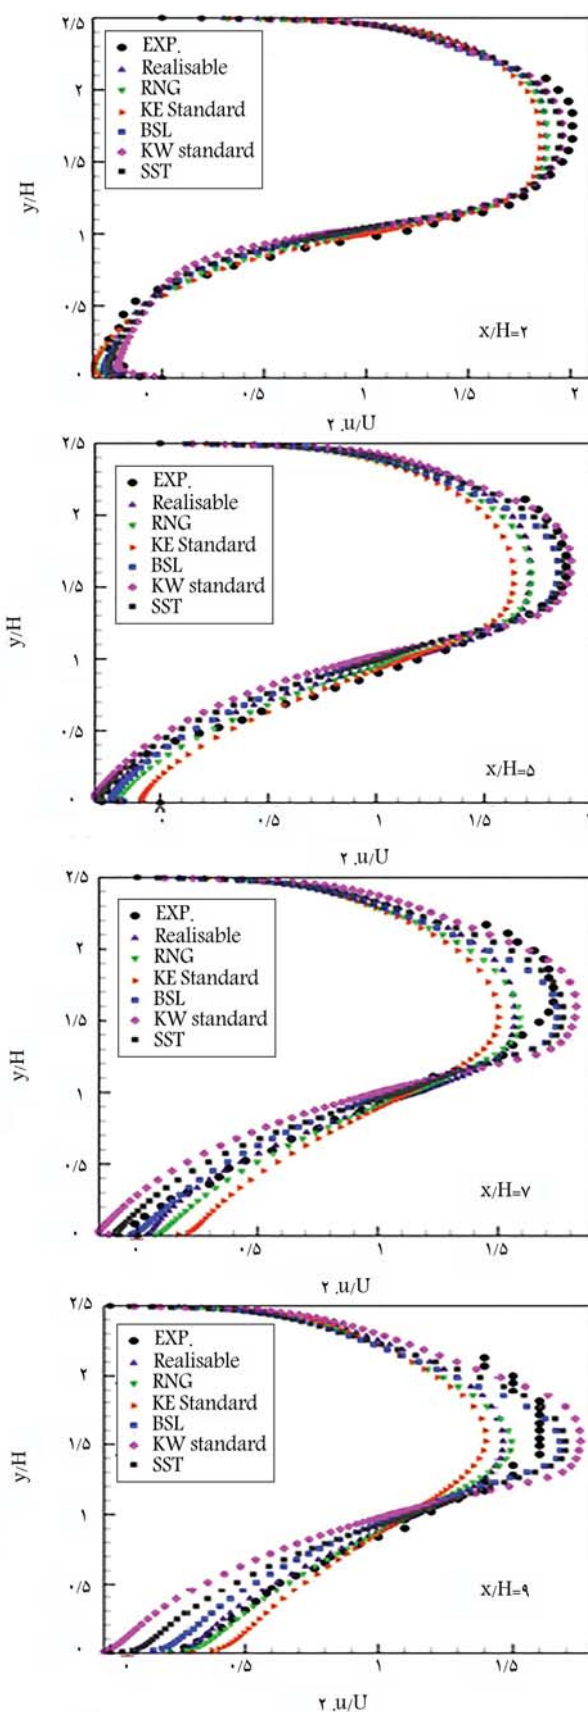 ۲/۵
EXP.
Realisable
RNG
KE Standard
BSL
KW standard
SST
۲
۱/۵
y/H
۱
۰/۵
x/H=۲
۰
۰ ۰/۵ ۱ ۱/۵ ۲
۲. u/U
۲/۵
EXP.
Realisable
RNG
KE Standard
BSL
KW standard
SST
۲
۱/۵
y/H
۱
۰/۵
x/H=۵
۰
۰ ۰/۵ ۱ ۱/۵
۲. u/U
۲/۵
EXP.
Realisable
RNG
KE Standard
BSL
KW standard
SST
۲
۱/۵
y/H
۱
۰/۵
x/H=۷
۰
۰ ۰/۵ ۱ ۱/۵
۲. u/U
۲/۵
EXP.
Realisable
RNG
KE Standard
BSL
KW standard
SST
۲
۱/۵
y/H
۱
۰/۵
x/H=۹
۰
۰ ۰/۵ ۱ ۱/۵
۲. u/U